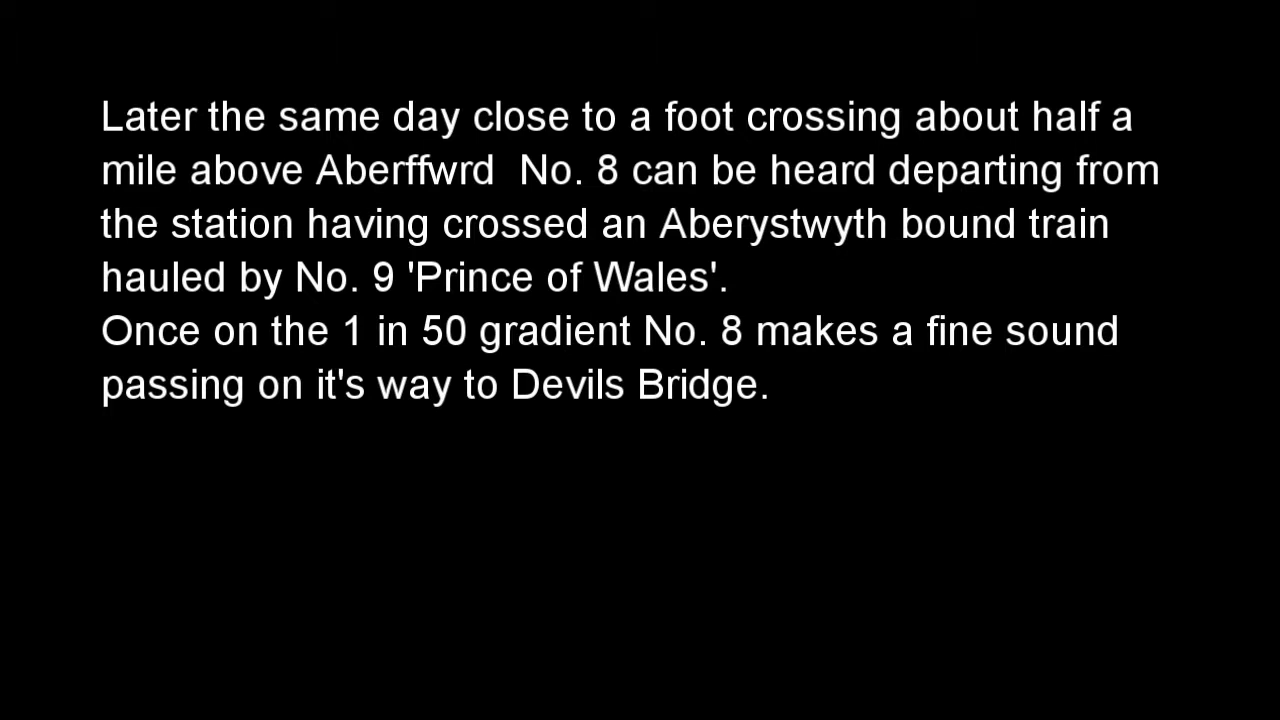 Later the same day close to a foot crossing about half a
mile above Aberffwrd  No. 8 can be heard departing from
the station having crossed an Aberystwyth bound train
hauled by No. 9 'Prince of Wales'.
Once on the 1 in 50 gradient No. 8 makes a fine sound
passing on it's way to Devils Bridge.